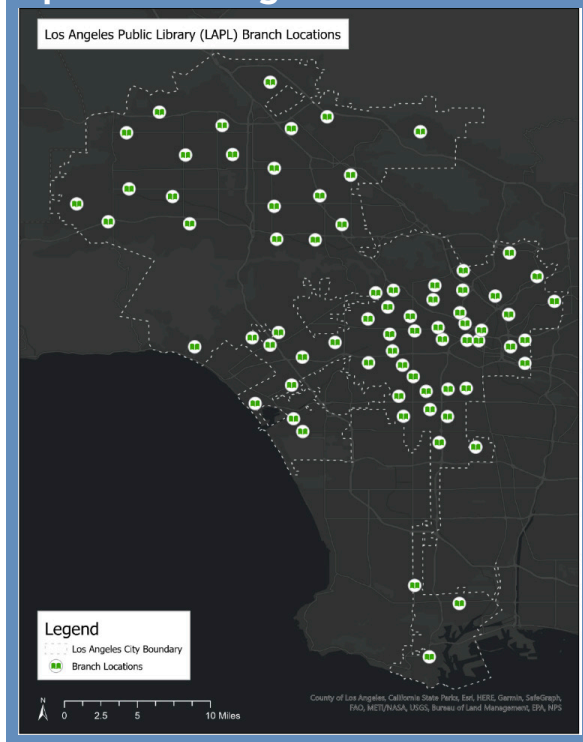 Los Angeles Public Library (LAPL) Branch Locations
Legend
Los Angeles City Boundary
Branch Locations
N
0 2.5 5 10 Miles
County of Los Angeles, California State Parks, Esri, HERE, Garmin, SafeGraph,
FAO, METI/NASA, USGS, Bureau of Land Management, EPA, NPS